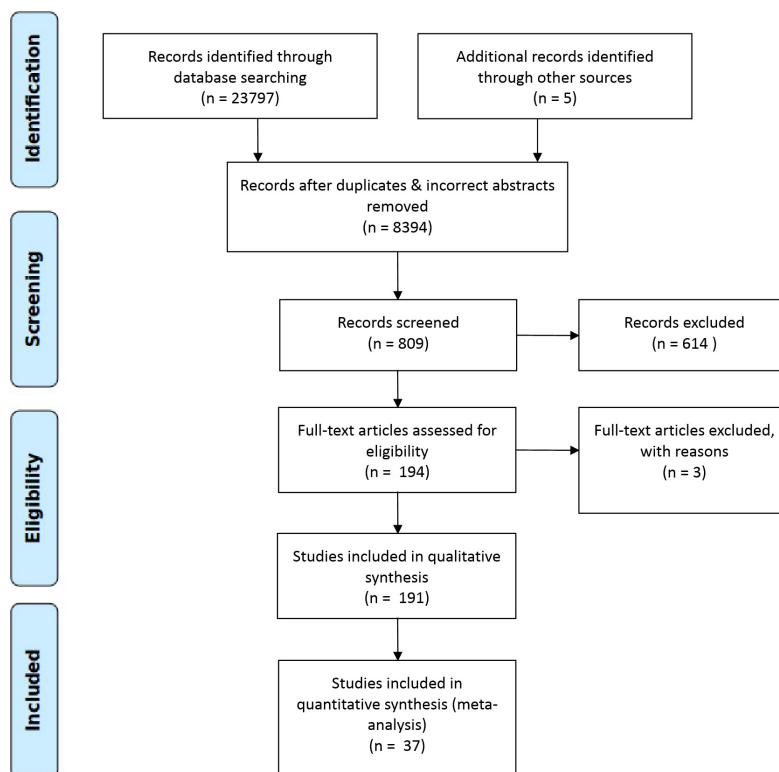 Identification
Records identified through
database searching
(n = 23797)
Additional records identified
through other sources
(n = 5)
Records after duplicates & incorrect abstracts
removed
(n = 8394)
Screening
Records screened
(n = 809)
Records excluded
(n = 614 )
Eligibility
Full-text articles assessed for
eligibility
(n = 194)
Full-text articles excluded,
with reasons
(n = 3)
Studies included in qualitative
synthesis
(n = 191)
Included
Studies included in
quantitative synthesis (meta-
analysis)
(n = 37)